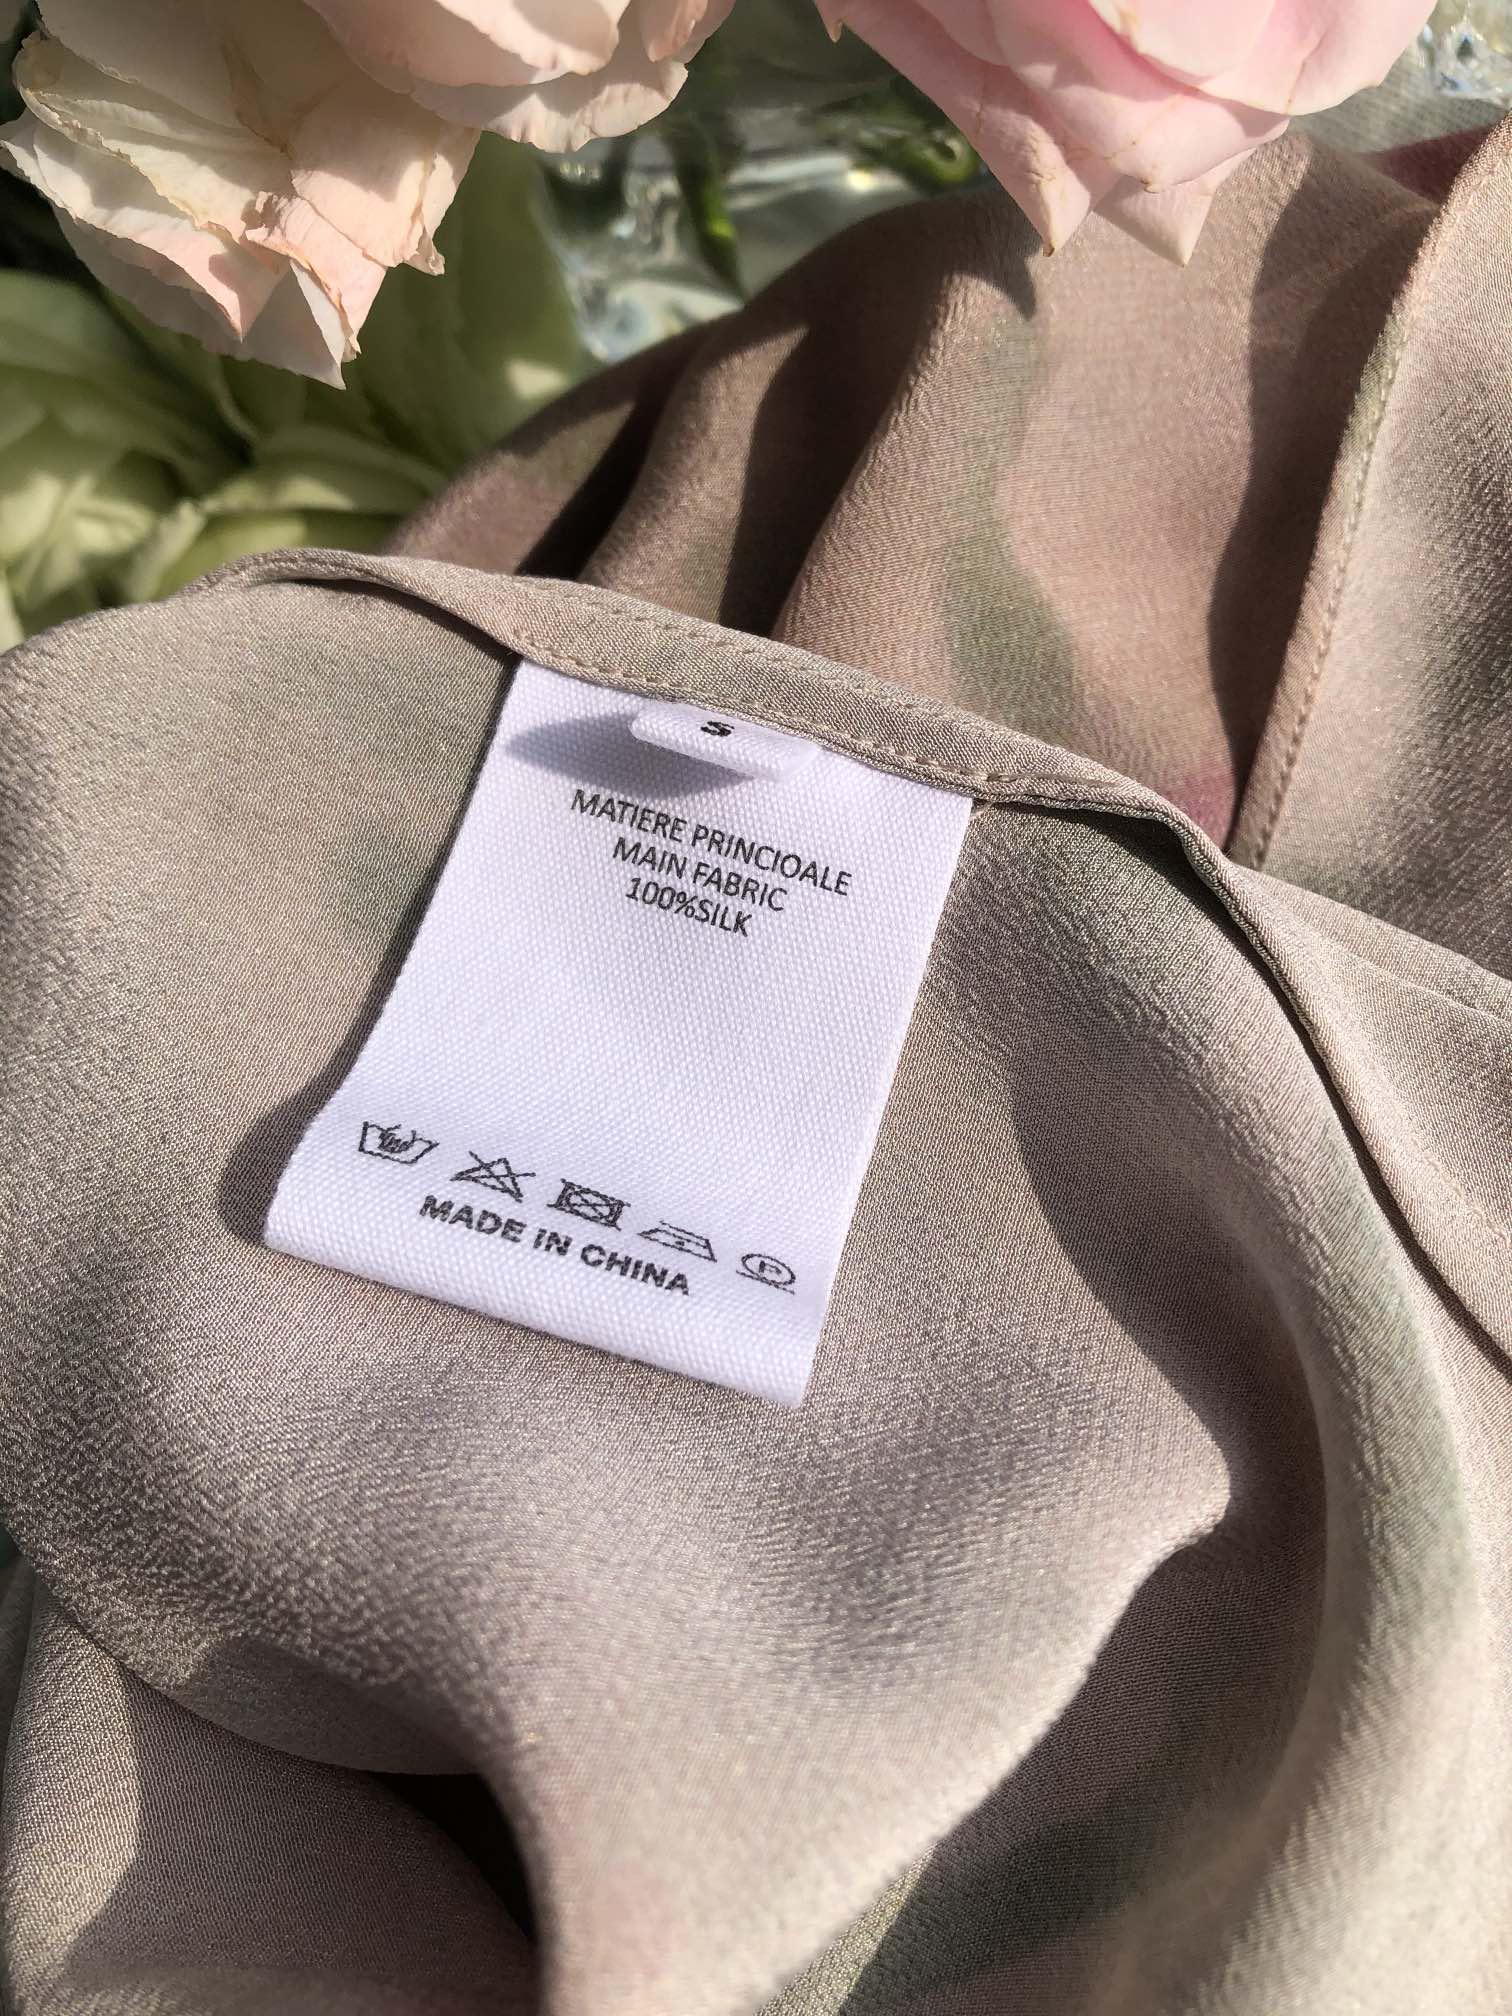 S
MATIERE PRINCIOALE
MAIN FABRIC
100%SILK
P
MADE IN CHINA